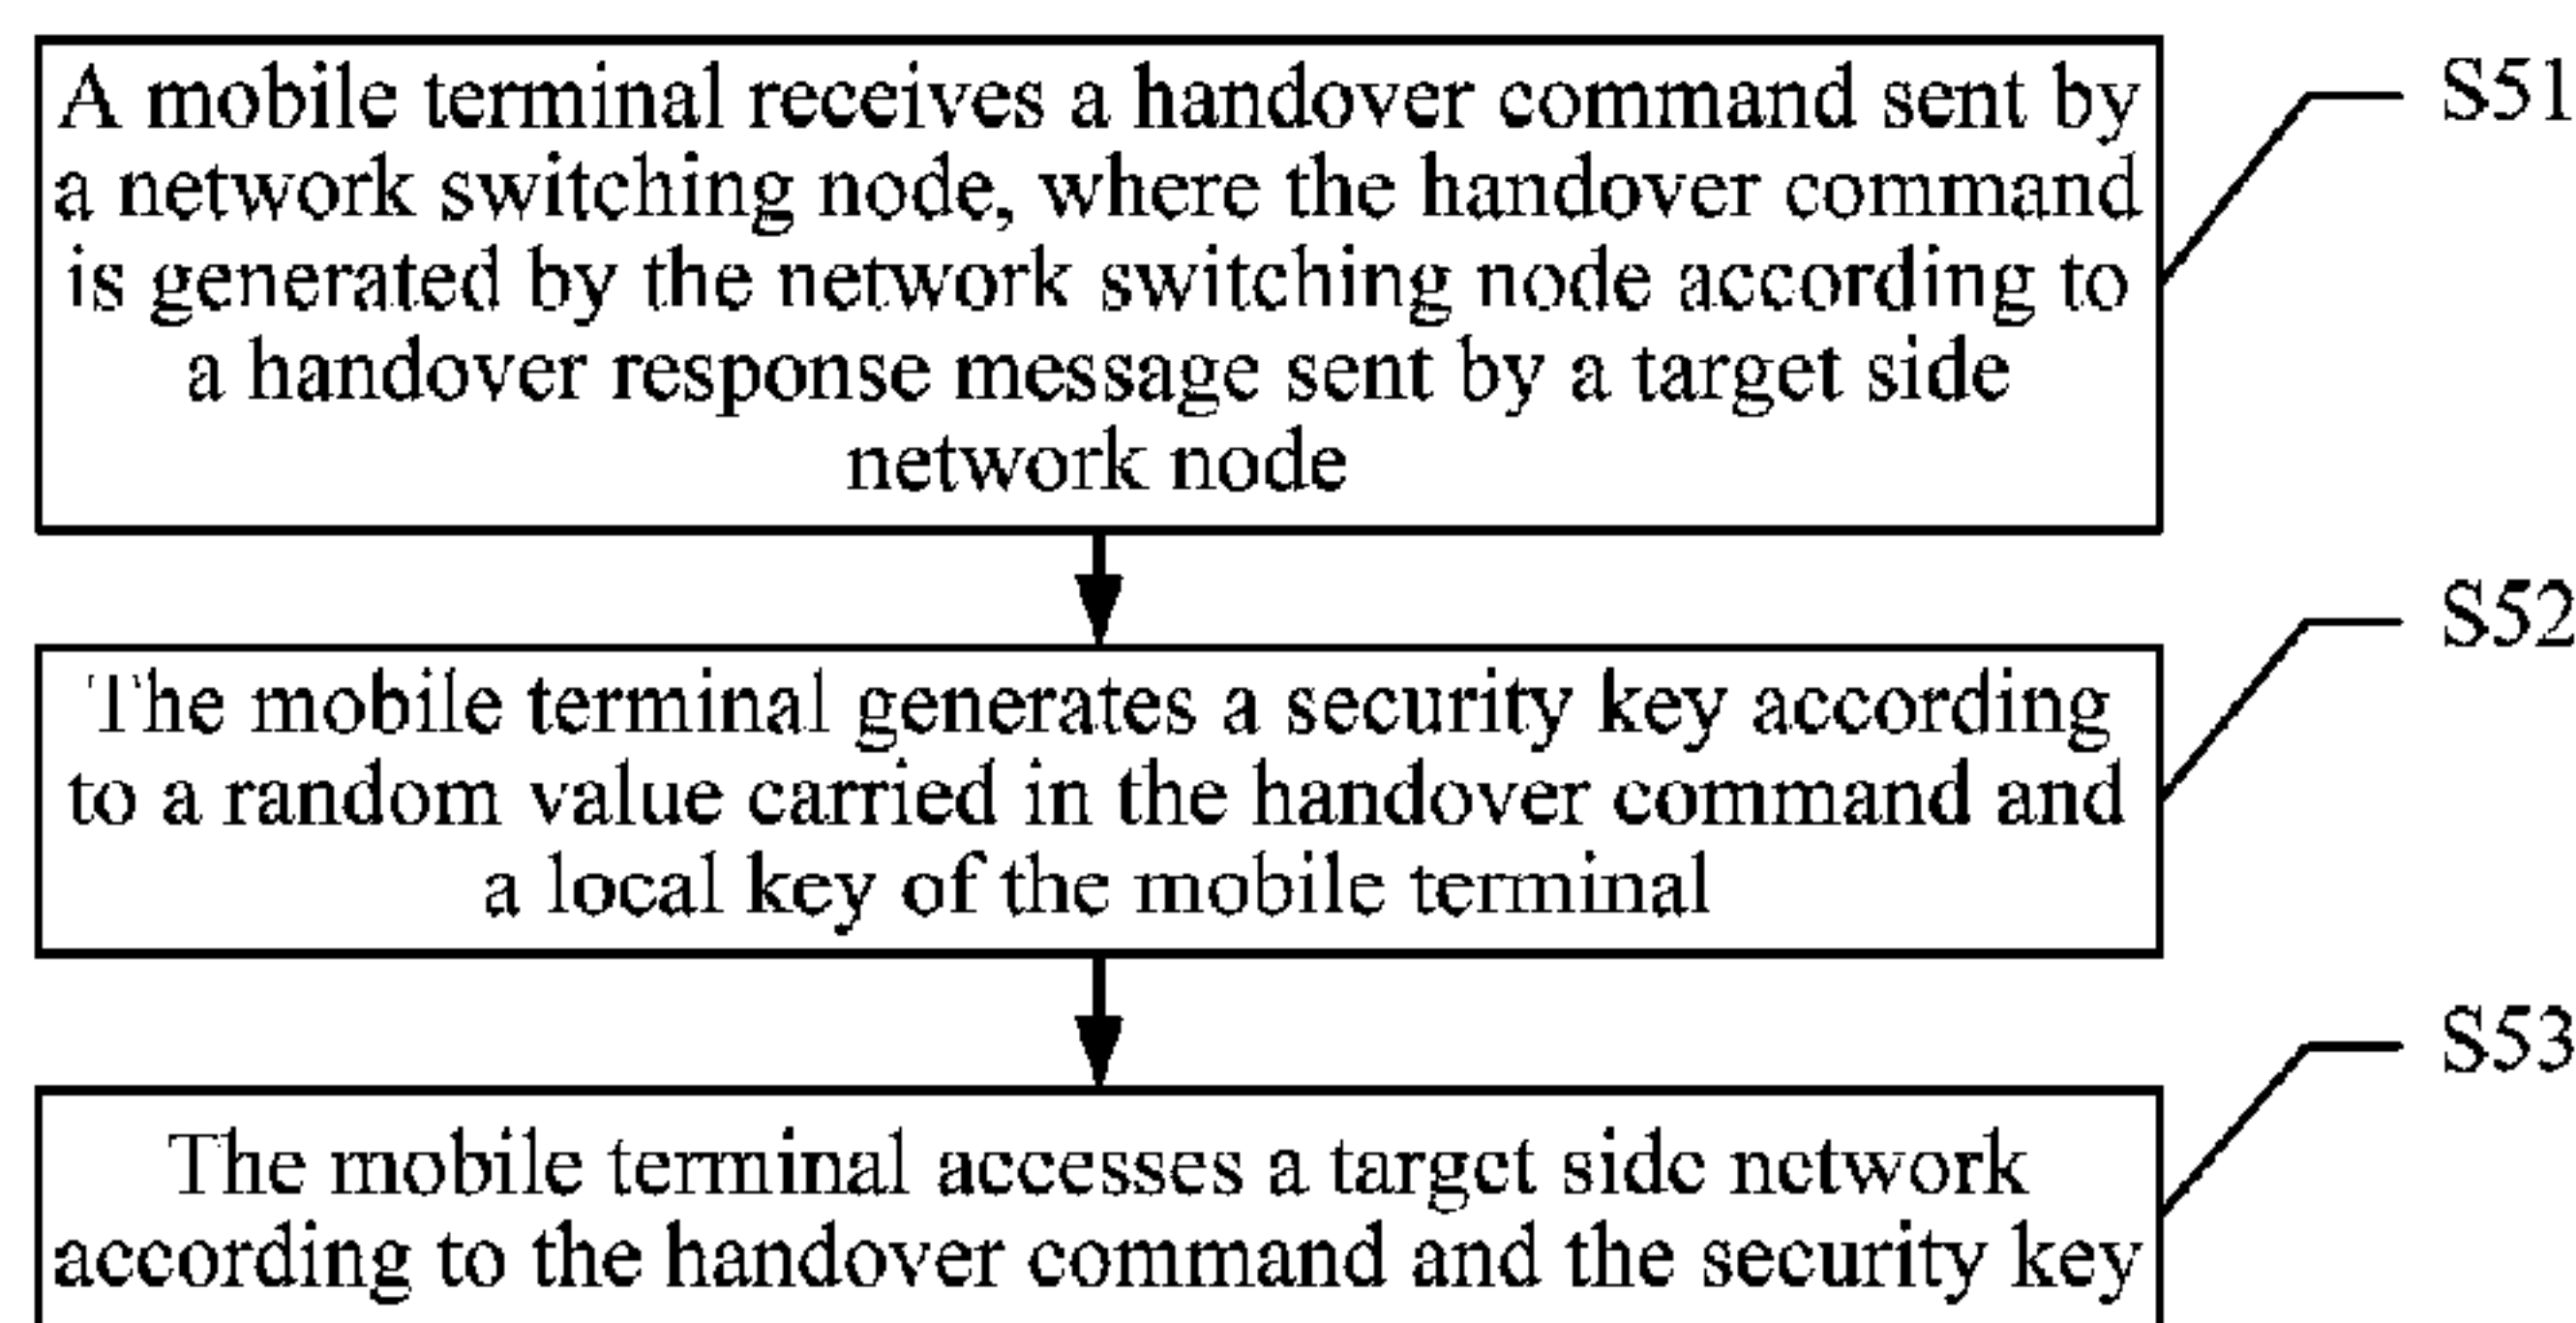 A mobile terminal receives a handover command sent by
a network switching node, where the handover command
is generated by the network switching node according to
a handover response message sent by a target side
network node
S51
The mobile terminal generates a security key according
to a random value carried in the handover command and
a local key of the mobile terminal
S52
The mobile terminal accesses a target side network
according to the handover command and the security key
S53